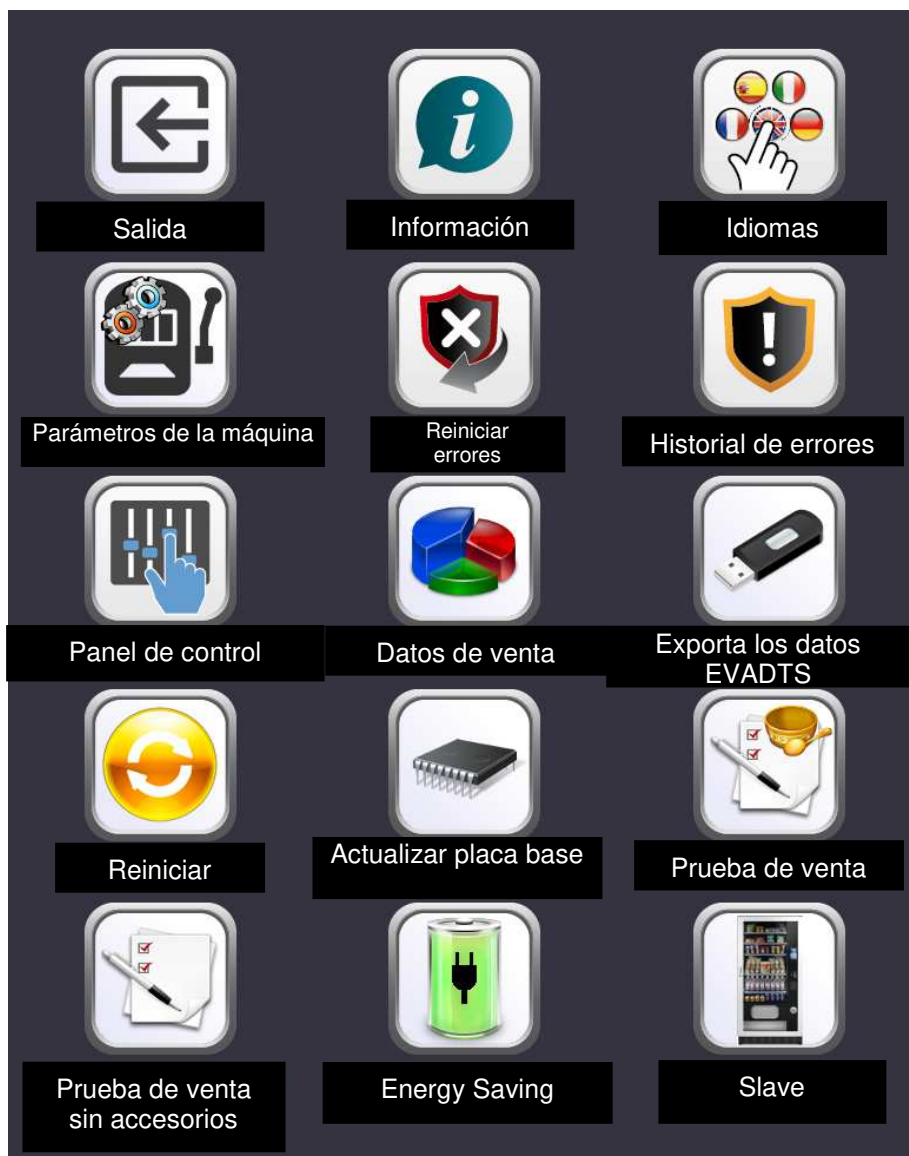 Salida
Información
Idiomas
Parámetros de la máquina
Reiniciar
errores
Historial de errores
Panel de control
Datos de venta
Exporta los datos
EVADTS
Reiniciar
Actualizar placa base
Prueba de venta
Prueba de venta
sin accesorios
Energy Saving
Slave